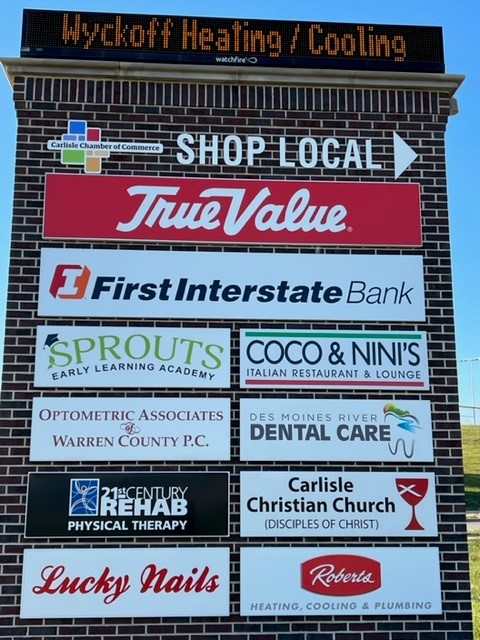 Wyckoff Heating / Cooling
watchfire
Carlisle Chamber of Commerce
SHOP LOCAL
True Value®
First Interstate Bank
SPROUTS
EARLY LEARNING ACADEMY
COCO & NINI'S
ITALIAN RESTAURANT & LOUNGE
OPTOMETRIC ASSOCIATES
of
WARREN COUNTY P.C.
DES MOINES RIVER
DENTAL CARE
21st CENTURY
REHAB
PHYSICAL THERAPY
Carlisle
Christian Church
(DISCIPLES OF CHRIST)
Lucky Nails
Roberts
HEATING, COOLING & PLUMBING